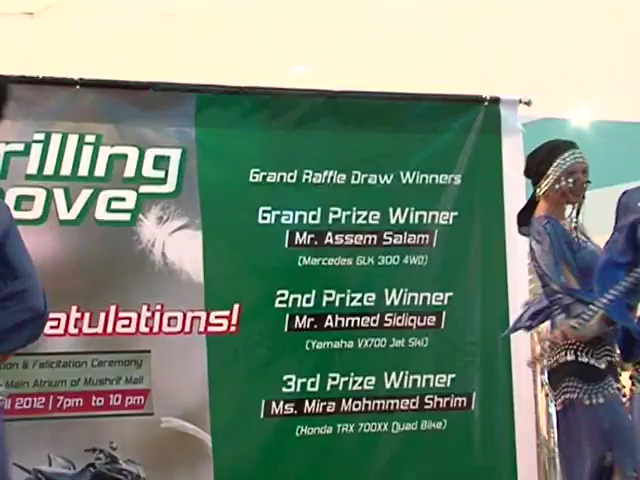 rilling
ove
atulations!
ion & Felicitation Ceremony
Main Atrium of Mushrif Mall
2012 | 7pm to 10 pm
Grand Raffle Draw Winners
Grand Prize Winner
Mr. Assem Salam
(Mercedes GLK 300 4WD)
2nd Prize Winner
Mr. Ahmed Sidique
(Yamaha VX700 Jet Ski)
3rd Prize Winner
Ms. Mira Mohmmed Shrim
(Honda TRX 700XX Quad Bike)